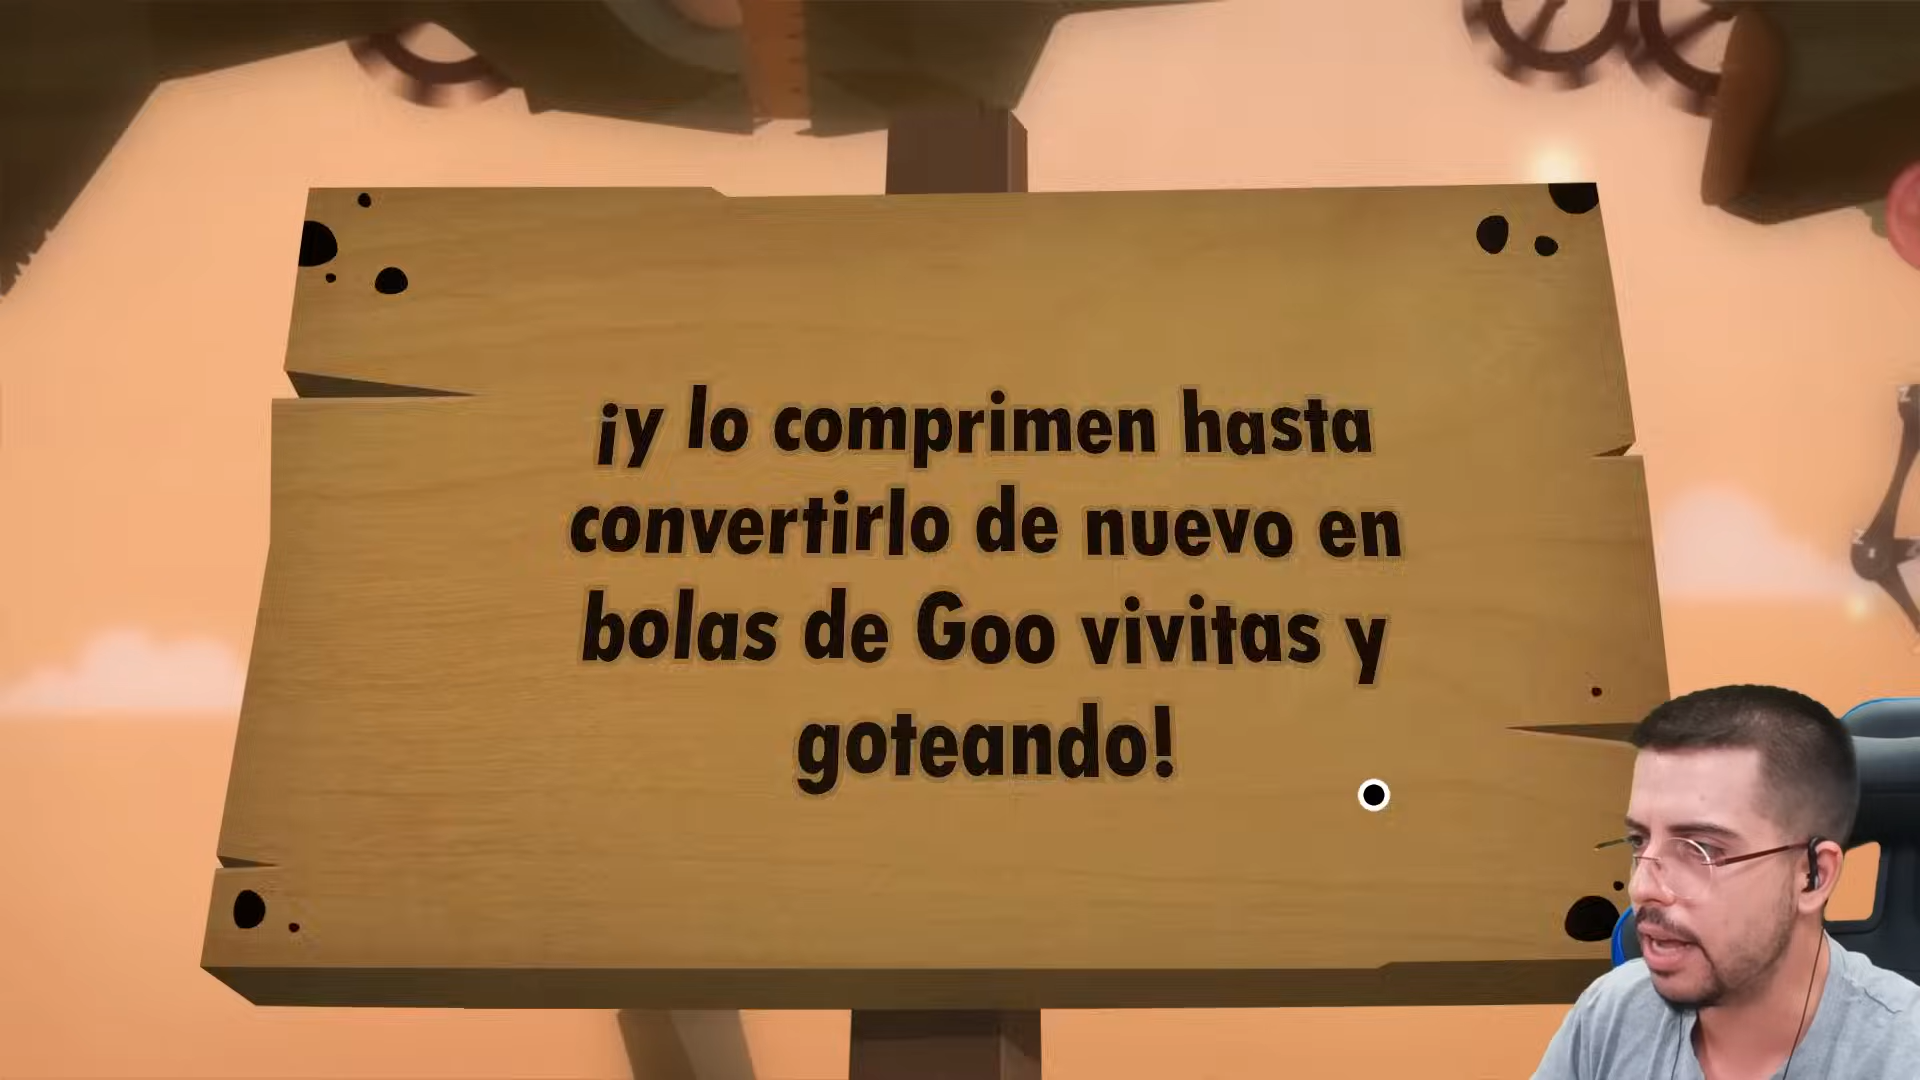 ¡y lo comprimen hasta
convertirlo de nuevo en
bolas de Goo vivitas y
goteando!